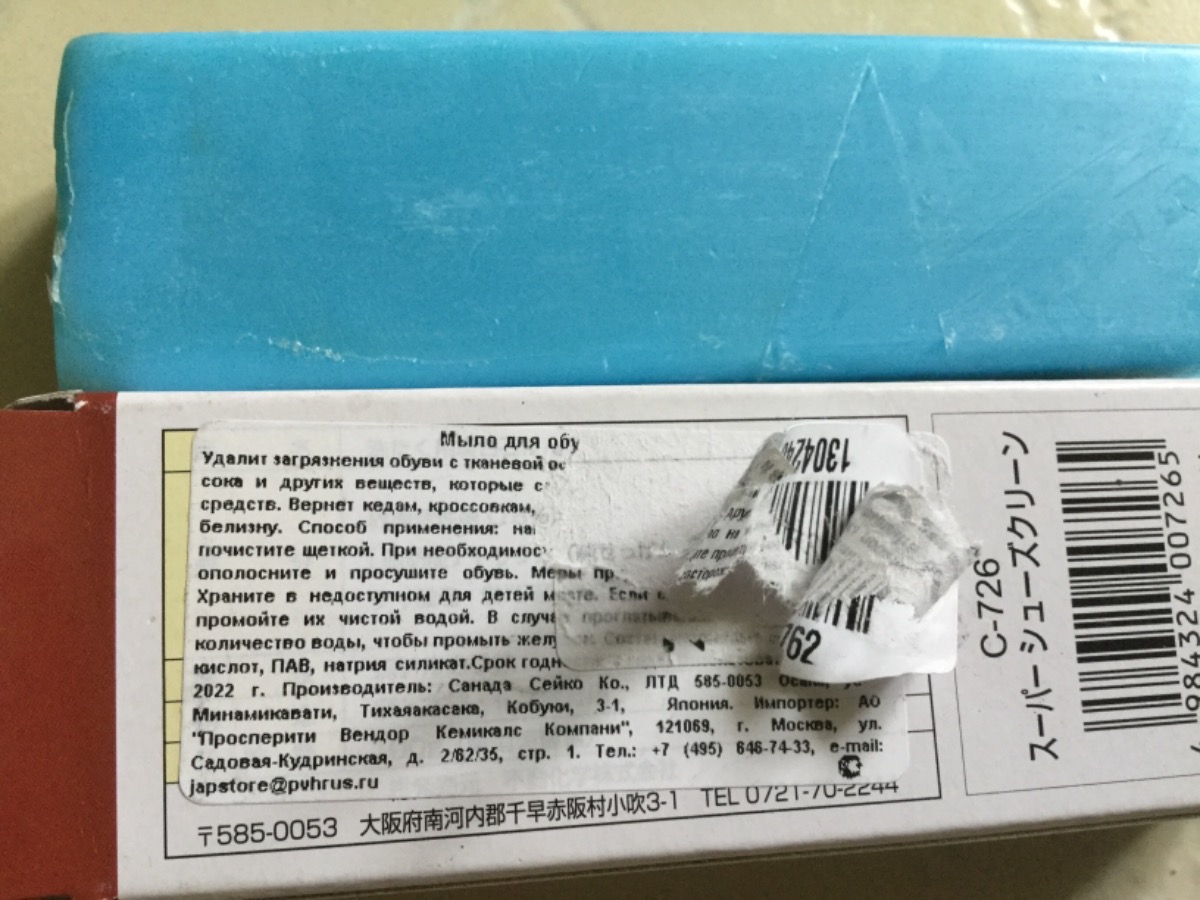 Мыло для обу
Удалит загрязнения обуви с тканевой ос
сока и других веществ, которые с
средств. Вернет кедам, кроссовкам,
белизну. Способ применения: на
почистите щеткой. При необходимос
ополосните и просушите обувь. Меры пр
Храните в недоступном для детей месте. Если
промойте их чистой водой. В случае проглатыв
количество воды, чтобы промыть жел
кислот, ПАВ, натрия силикат.Срок годн
2022 г. Производитель: Санада Сейко Ко., ЛТД 585-0053 Осака,
Минамикавати, Тихаяакасака, Кобуки, 3-1, Япония. Импортер: АО
"Просперити Вендор Кемикалс Компани", 121069, г. Москва, ул.
Садовая-Кудринская, д. 2/62/35, стр. 1. Тел.: +7 (495) 646-74-33, e-mail:
japstore@pvhrus.ru
〒585-0053 大阪府南河内郡千早赤阪村小吹3-1 TEL 0721-70-2244
130424
762
C-726
スーパーシューズクリーン
984324 007265